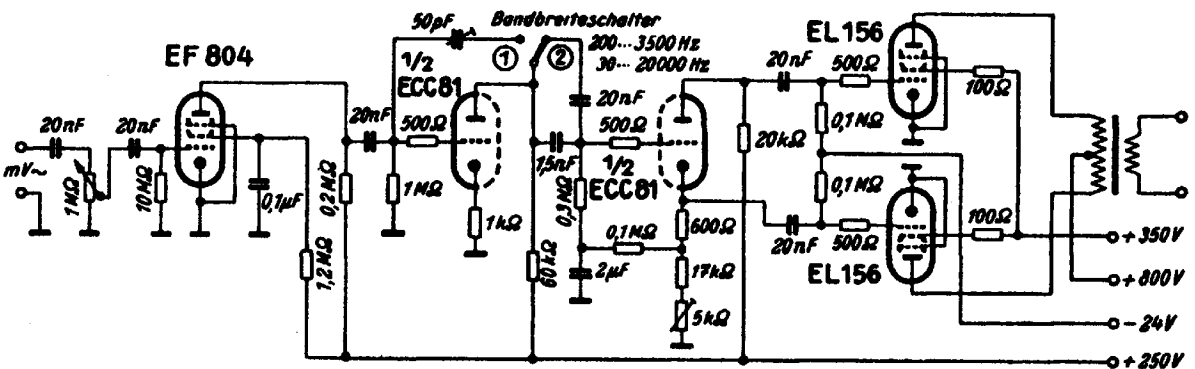 50pF
Bandbreiteschalter
① ② 200...3500 Hz
30...20000 Hz
EF 804
1/2
ECC81
EL 156
20nF
20nF
20nF
500Ω
20nF
500Ω
20nF
500Ω
100Ω
mV~
1MΩ
10MΩ
0,1µF
0,2MΩ
1MΩ
1kΩ
1,5nF
1/2
ECC81
20kΩ
0,1MΩ
0,1MΩ
1,2MΩ
60kΩ
0,3MΩ
0,1MΩ
600Ω
20nF
500Ω
100Ω
2µF
17kΩ
5kΩ
EL156
+350V
+800V
-24V
+250V